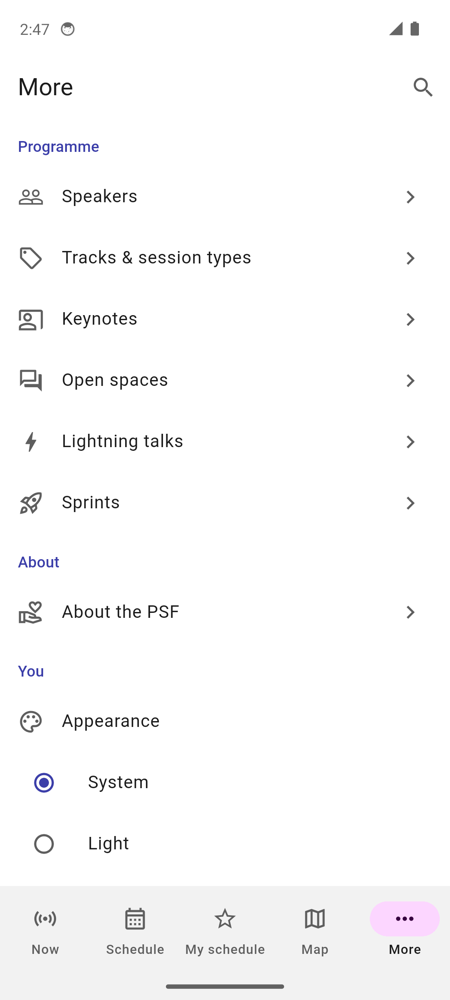 2:47
More
Programme
Speakers
Tracks & session types
Keynotes
Open spaces
Lightning talks
Sprints
About
About the PSF
You
Appearance
System
Light
Now
Schedule
My schedule
Map
More